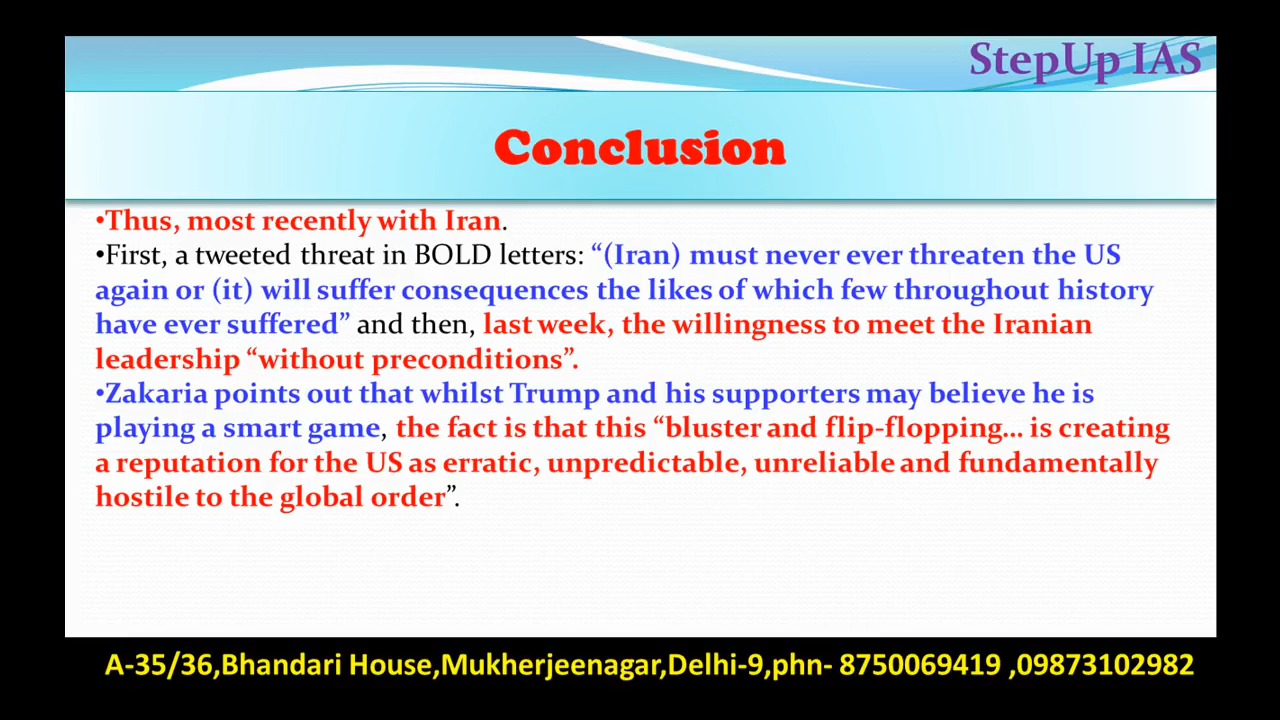 StepUp IAS
Conclusion
•Thus, most recently with Iran.
•First, a tweeted threat in BOLD letters: “(Iran) must never ever threaten the US
again or (it) will suffer consequences the likes of which few throughout history
have ever suffered” and then, last week, the willingness to meet the Iranian
leadership “without preconditions”.
•Zakaria points out that whilst Trump and his supporters may believe he is
playing a smart game, the fact is that this “bluster and flip-flopping... is creating
a reputation for the US as erratic, unpredictable, unreliable and fundamentally
hostile to the global order”.
A-35/36,Bhandari House,Mukherjeenagar,Delhi-9,phn- 8750069419 ,09873102982